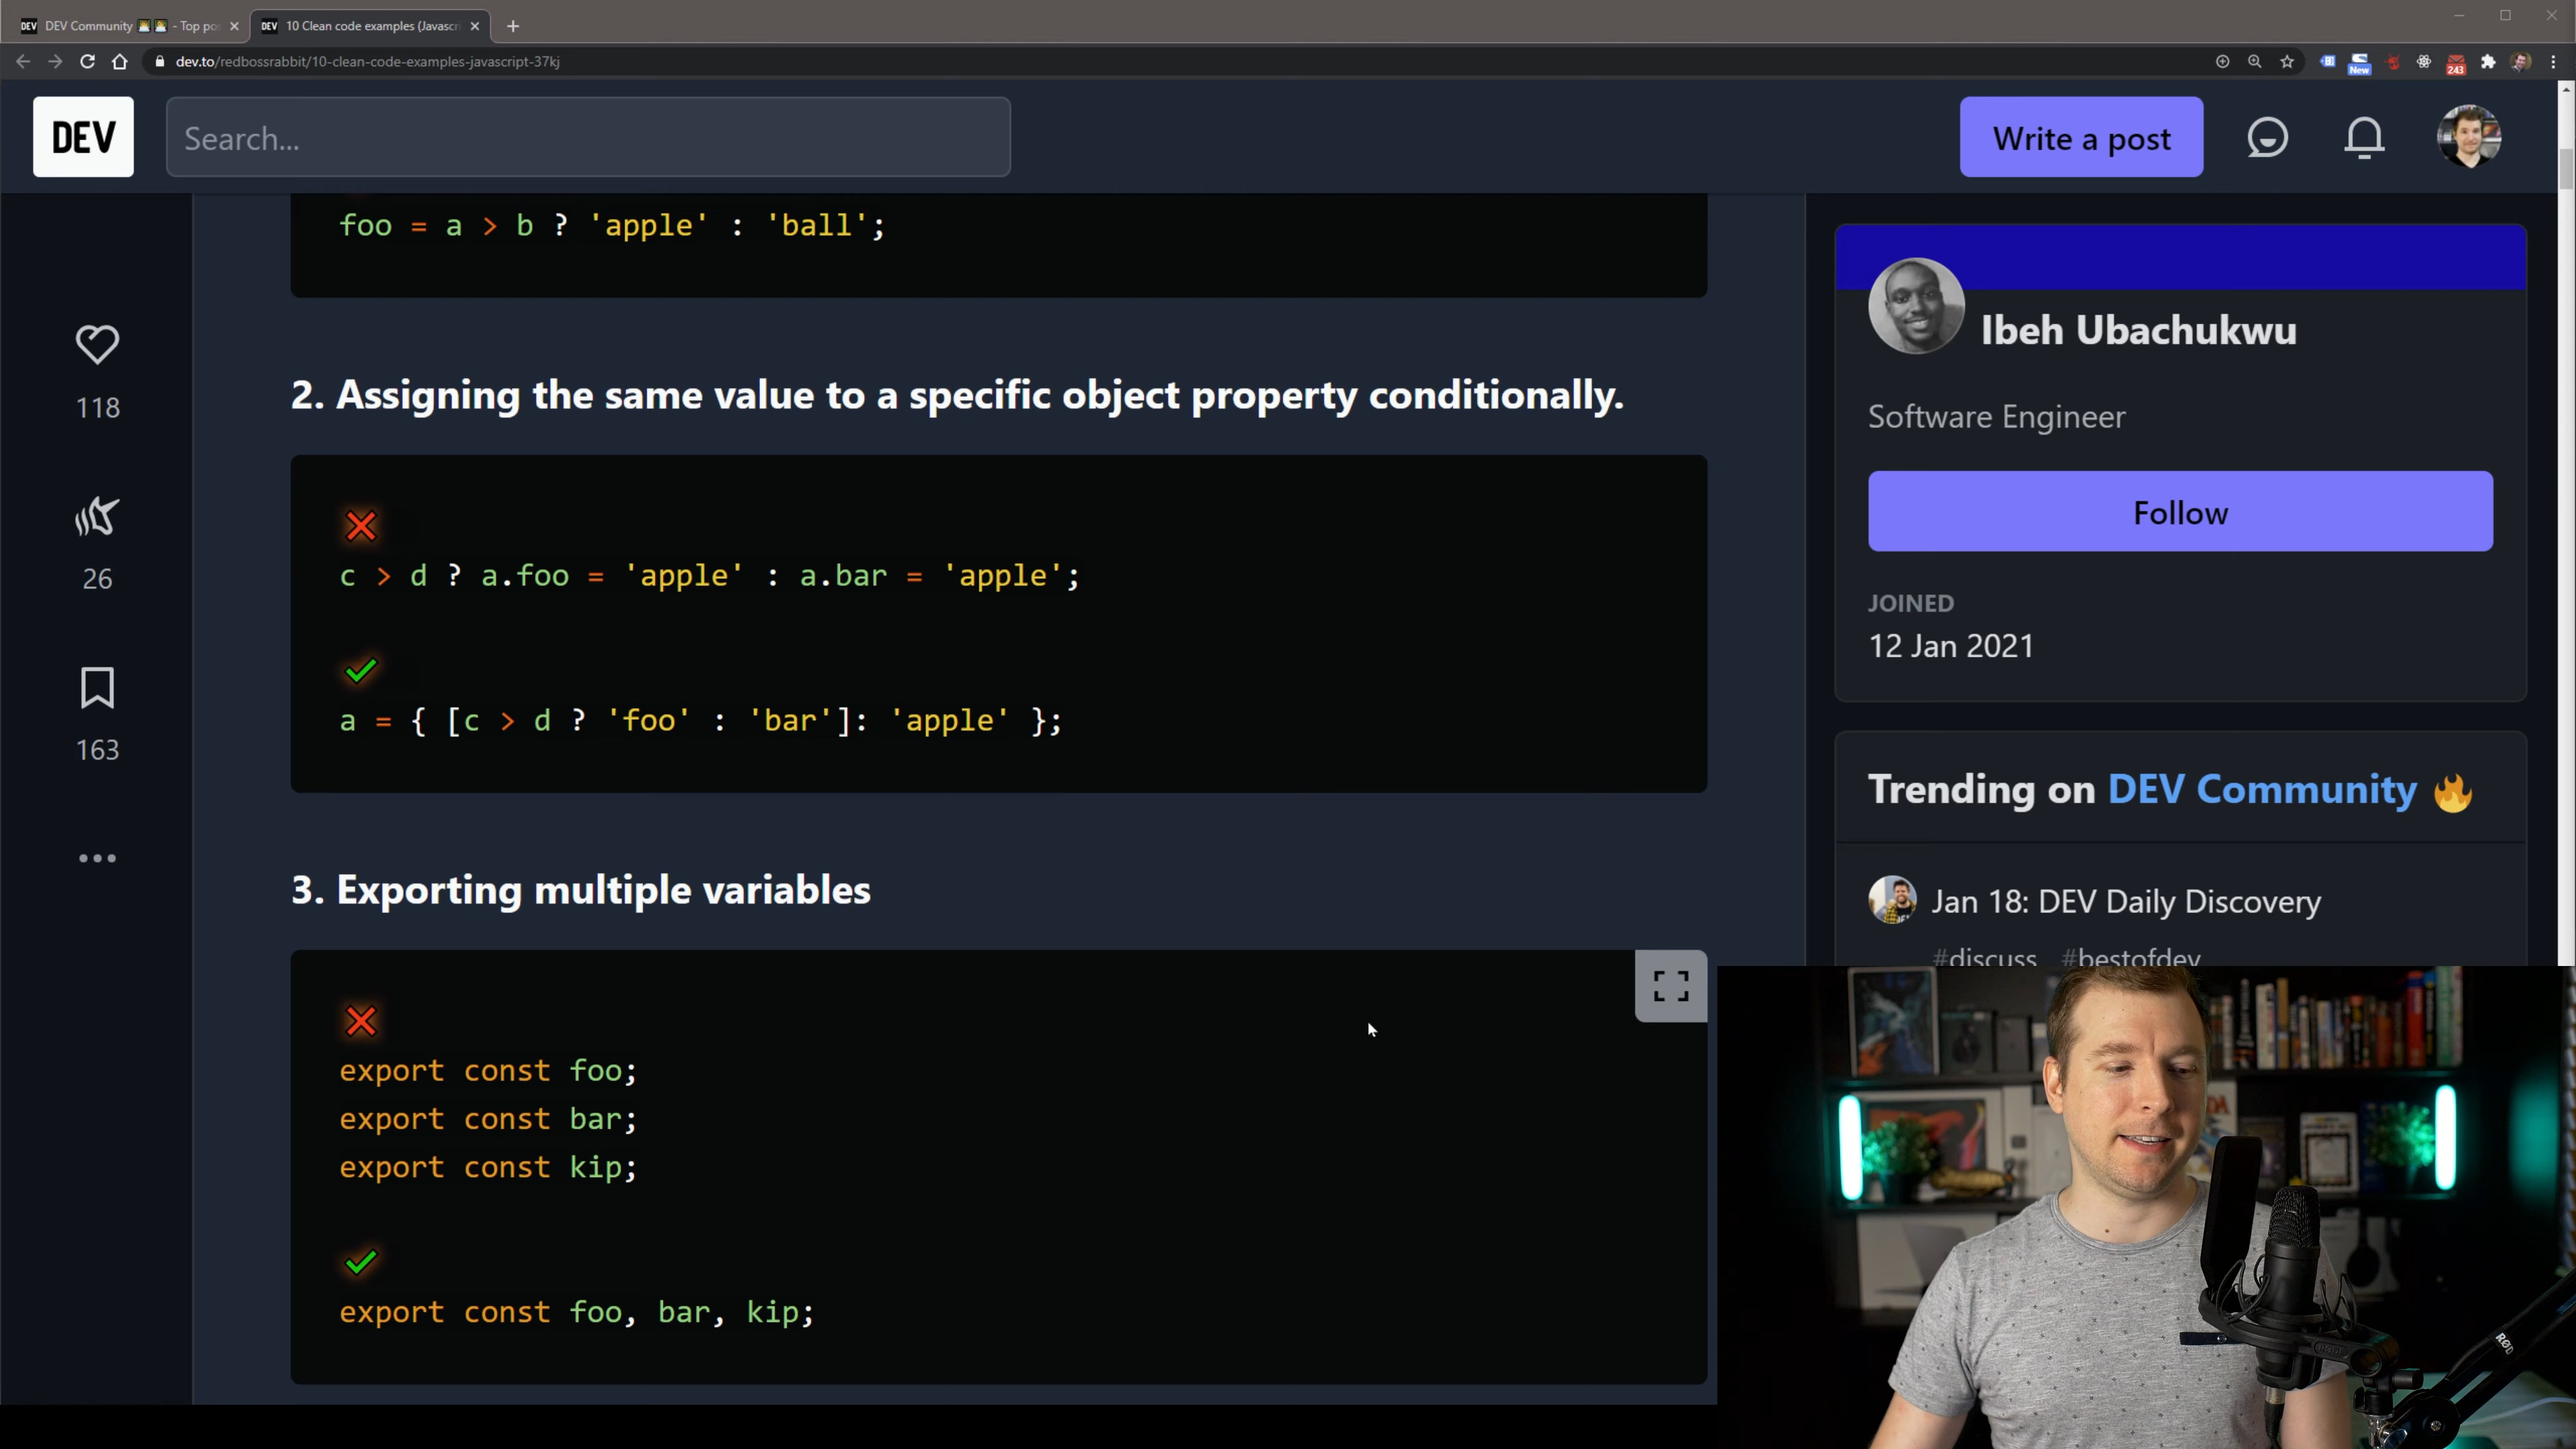 DEV Community - Top po
10 Clean code examples (Javascri
dev.to/redbossrabbit/10-clean-code-examples-javascript-37kj
New
243
DEV
Search...
Write a post
foo = a > b ? 'apple' : 'ball';
118
26
163
2. Assigning the same value to a specific object property conditionally.
c > d ? a.foo = 'apple' : a.bar = 'apple';
a = { [c > d ? 'foo' : 'bar']: 'apple' };
3. Exporting multiple variables
export const foo;
export const bar;
export const kip;
export const foo, bar, kip;
Ibeh Ubachukwu
Software Engineer
Follow
JOINED
12 Jan 2021
Trending on DEV Community 🔥
Jan 18: DEV Daily Discovery
#discuss #bestofdev
RØD